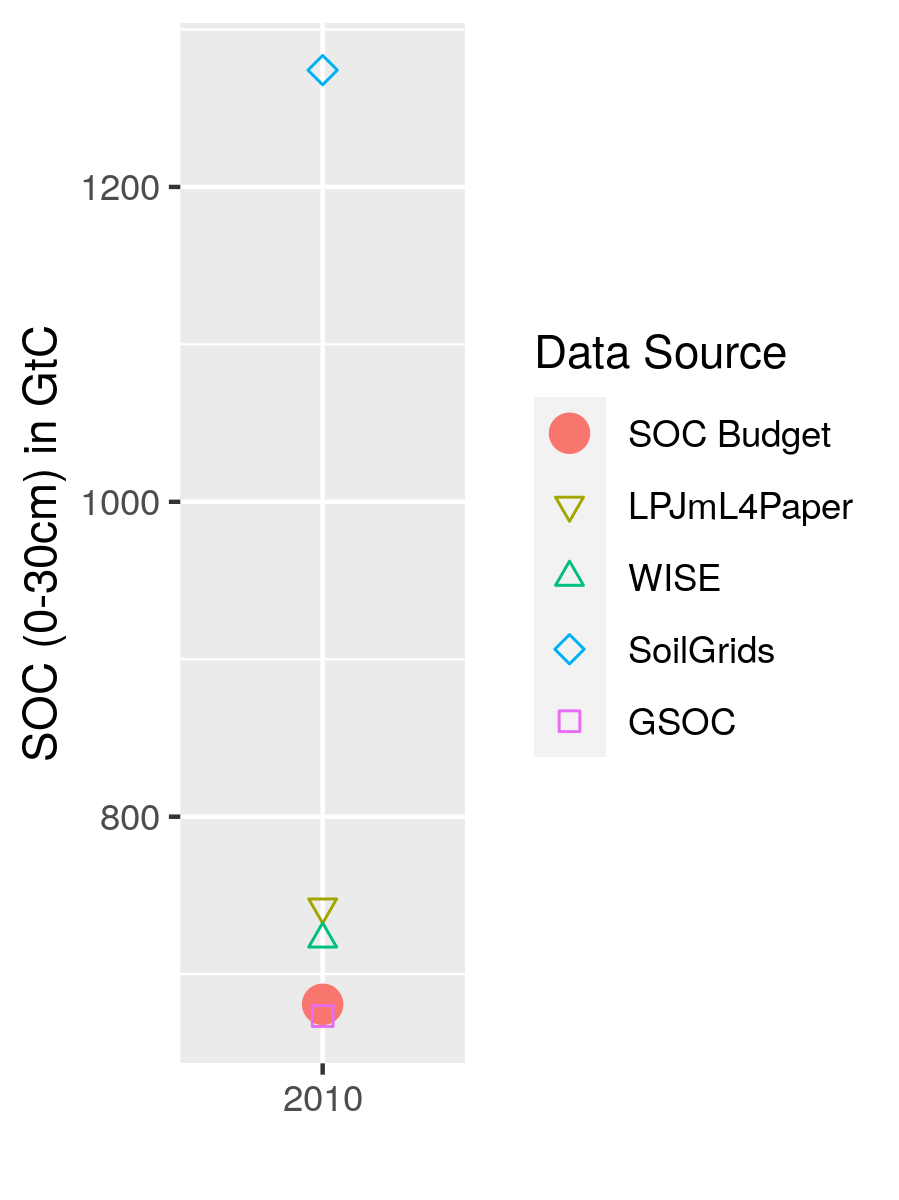 SOC (0-30cm) in GtC
1200
1000
800
2010
Data Source
SOC Budget
LPJmL4Paper
WISE
SoilGrids
GSOC